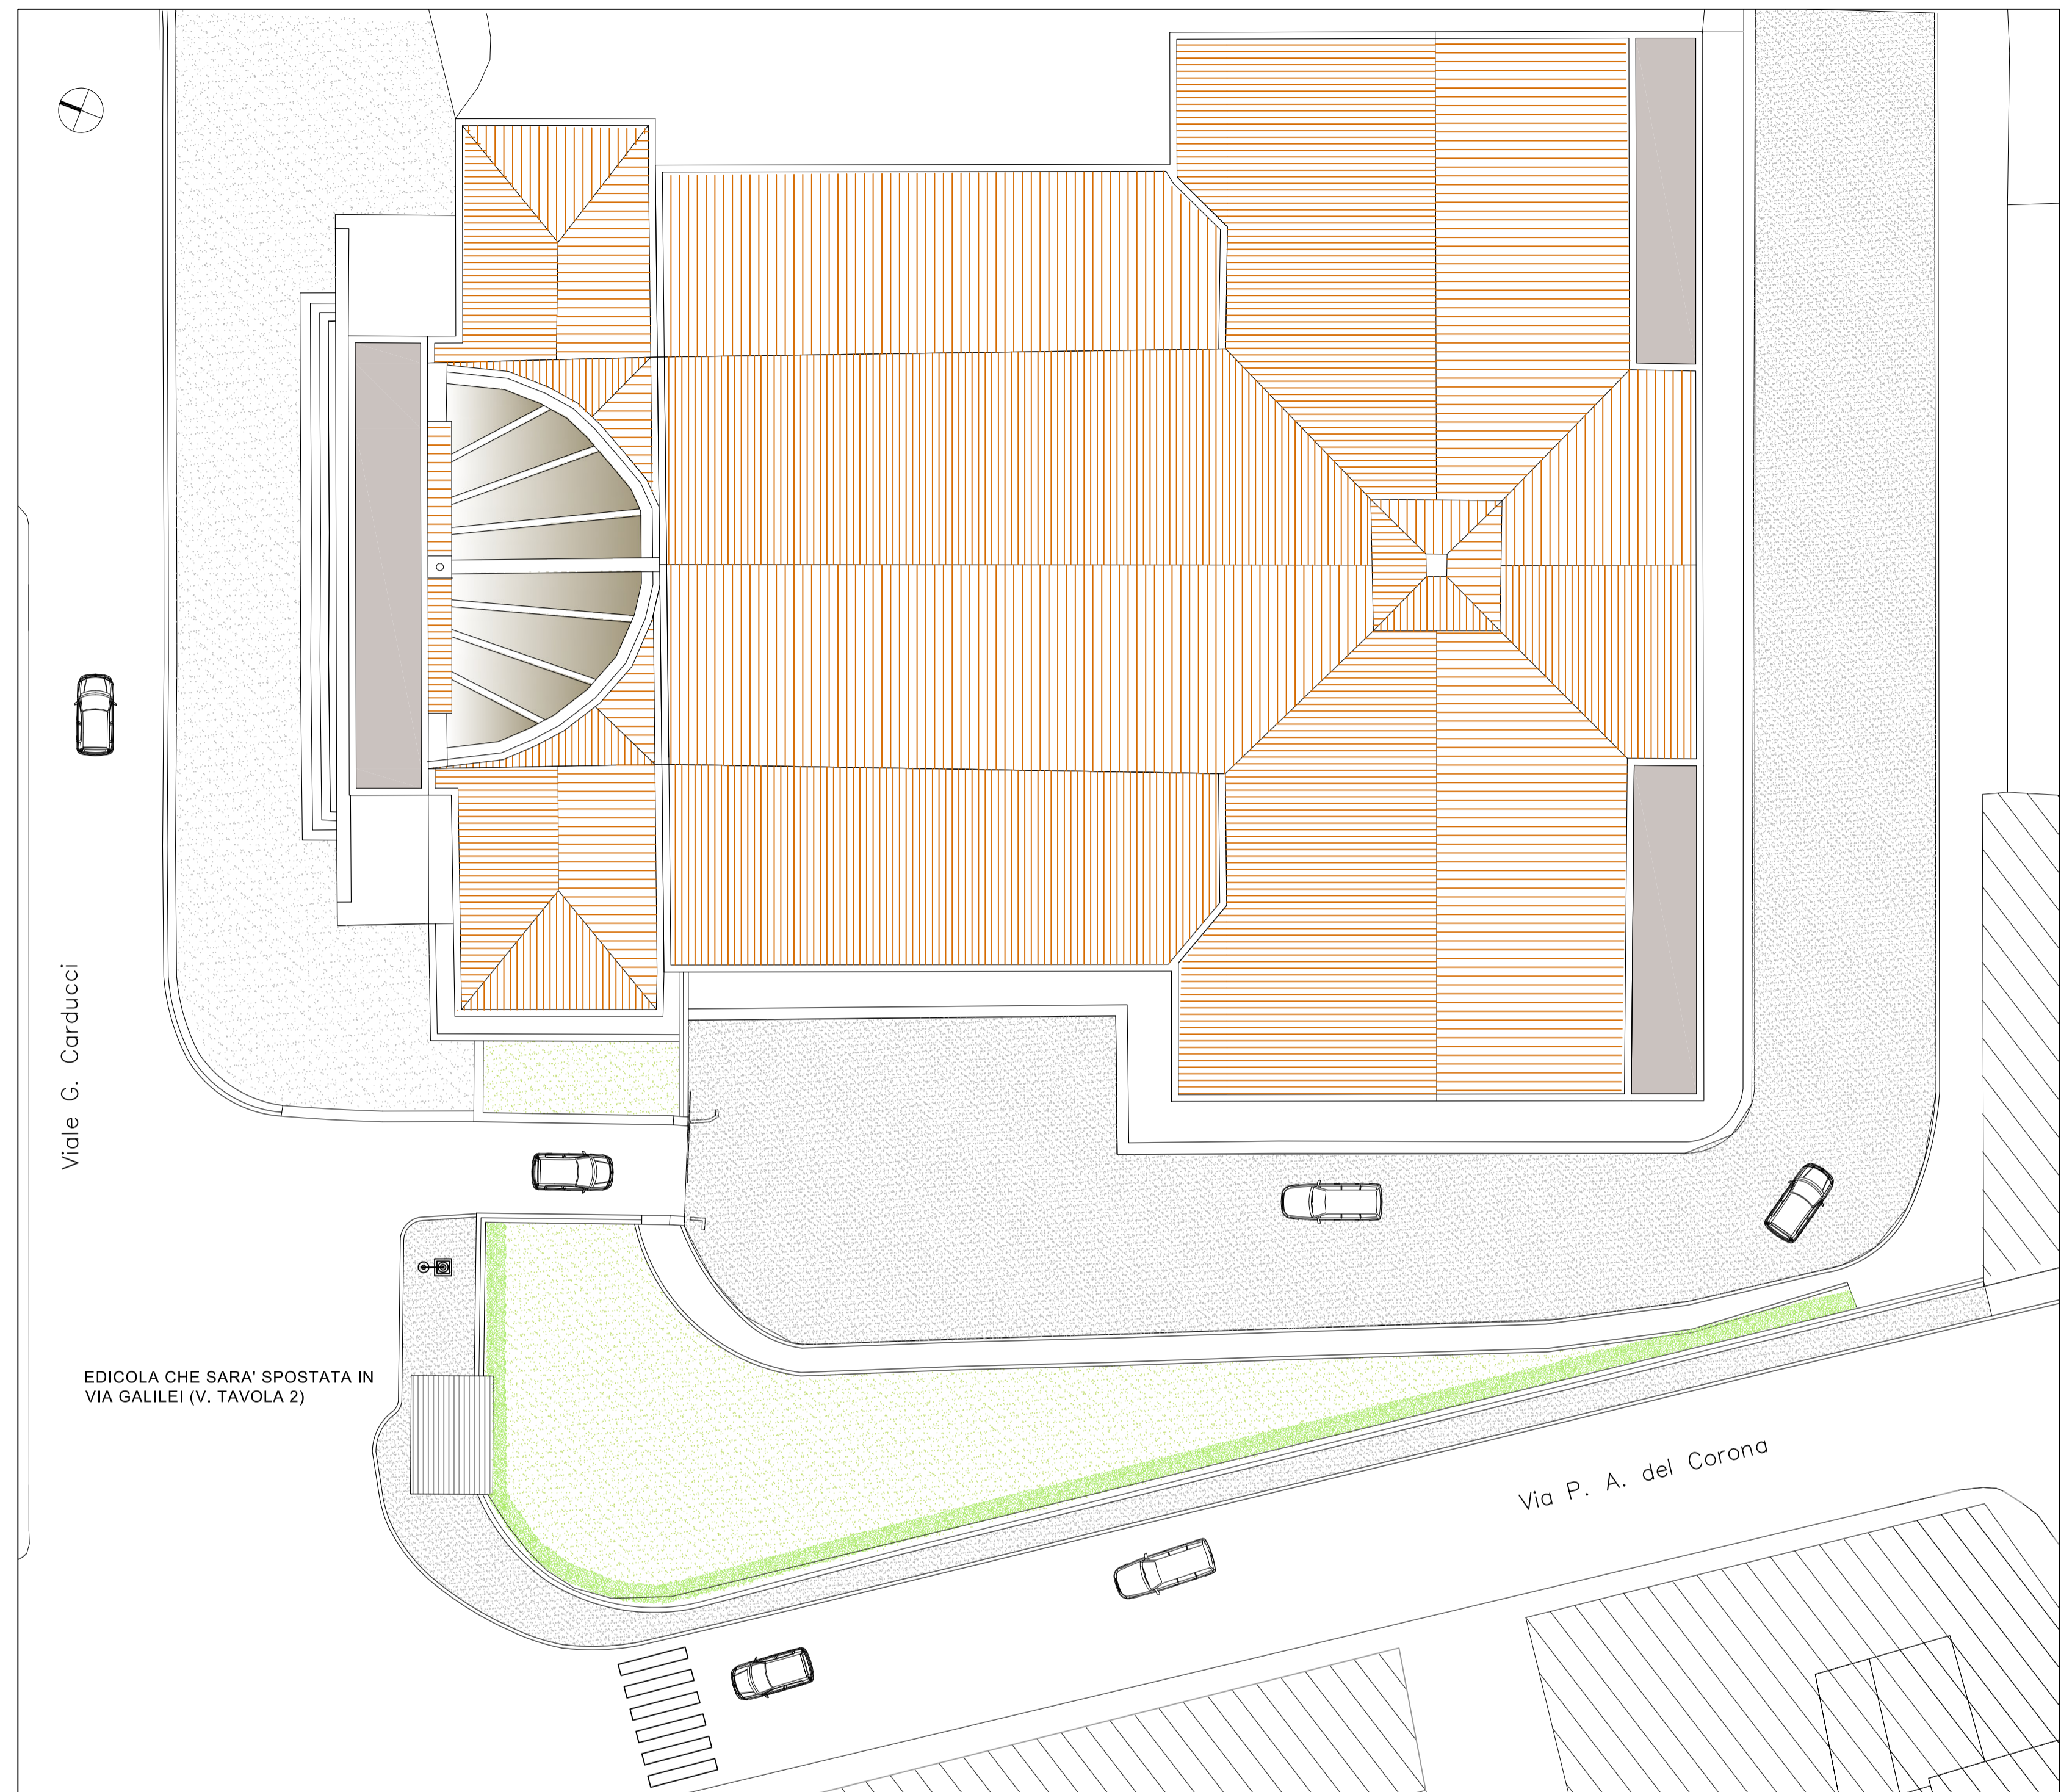 Viale G. Carducci
EDICOLA CHE SARA' SPOSTATA IN
VIA GALILEI (V. TAVOLA 2)
Via P. A. del Corona